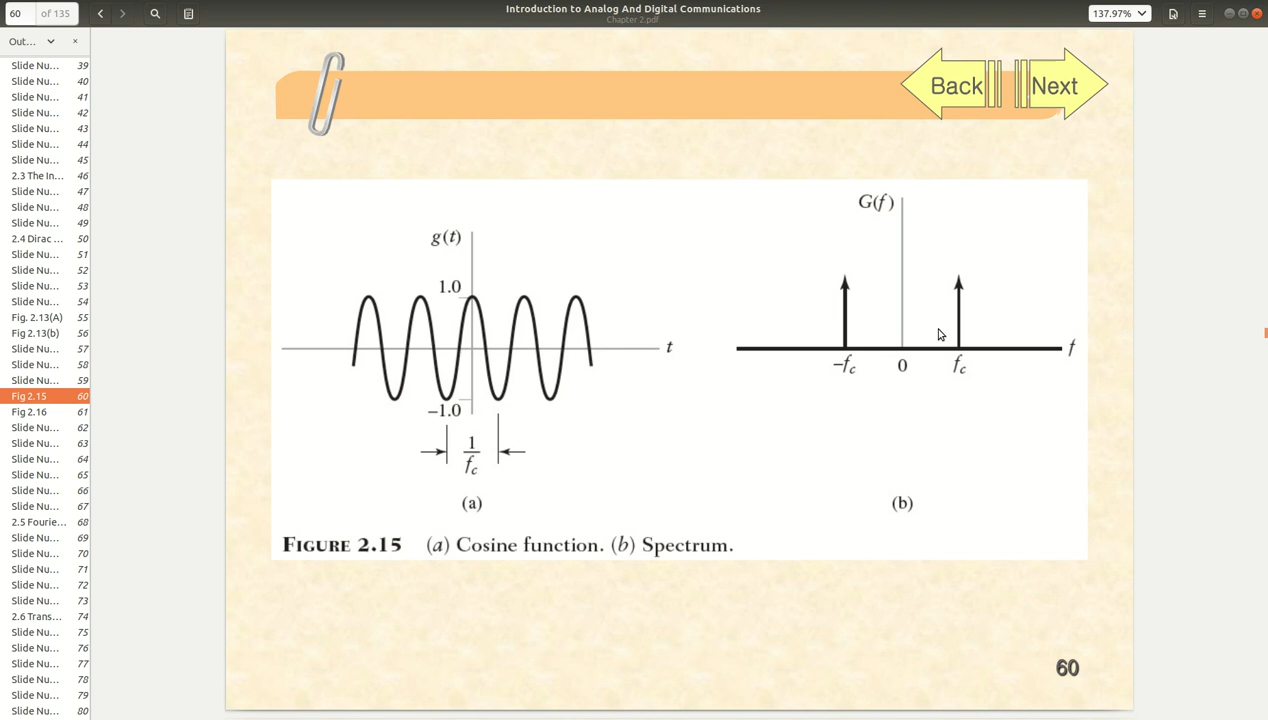 60 of 135
Introduction to Analog And Digital Communications
Chapter 2.pdf
137.97%
Out...
Slide Nu... 39
Slide Nu... 40
Slide Nu... 41
Slide Nu... 42
Slide Nu... 43
Slide Nu... 44
Slide Nu... 45
2.3 The In... 46
Slide Nu... 47
Slide Nu... 48
Slide Nu... 49
2.4 Dirac ... 50
Slide Nu... 51
Slide Nu... 52
Slide Nu... 53
Slide Nu... 54
Fig. 2.13(A) 55
Fig 2.13(b) 56
Slide Nu... 57
Slide Nu... 58
Slide Nu... 59
Fig 2.15 60
Fig 2.16 61
Slide Nu... 62
Slide Nu... 63
Slide Nu... 64
Slide Nu... 65
Slide Nu... 66
Slide Nu... 67
2.5 Fourie... 68
Slide Nu... 69
Slide Nu... 70
Slide Nu... 71
Slide Nu... 72
Slide Nu... 73
2.6 Trans... 74
Slide Nu... 75
Slide Nu... 76
Slide Nu... 77
Slide Nu... 78
Slide Nu... 79
Slide Nu... 80
Back Next
g(t)
1.0
t
−1.0
1
fc
(a)
G(f)
f
−fc 0 fc
(b)
FIGURE 2.15 (a) Cosine function. (b) Spectrum.
60